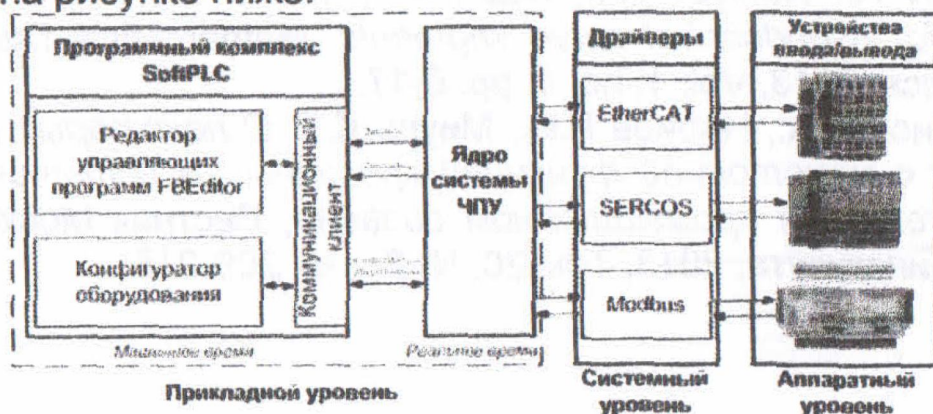 на рисунке ниже.
Программный комплекс
SoftPLC
Редактор
управляющих
программ FBEditor
Конфигуратор
оборудования
Коммуникационный
клиент
Машинное время
Ядро
системы
ЧПУ
Реальное время
Прикладной уровень
Драйверы
EtherCAT
SERCOS
Modbus
Системный
уровень
Устройства
ввода/вывода
Аппаратный
уровень